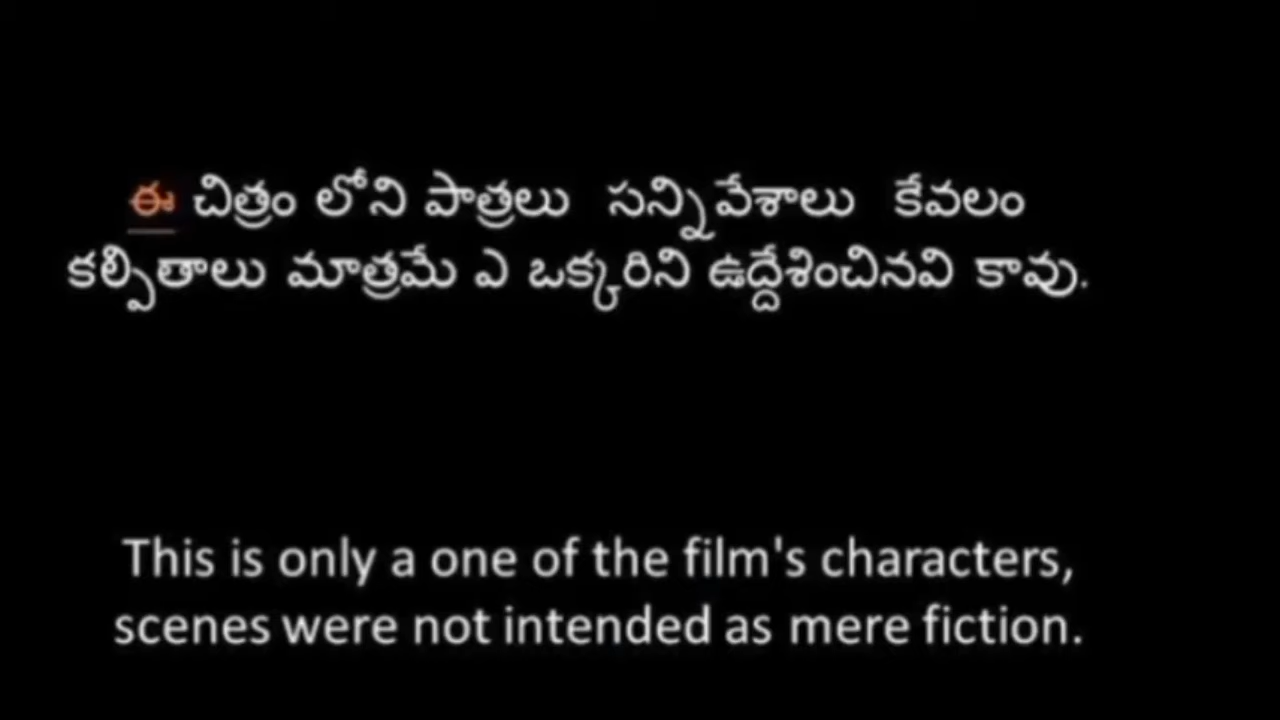 ఈ చిత్రం లోని పాత్రలు సన్నివేశాలు కేవలం
కల్పితాలు మాత్రమే ఎ ఒక్కరిని ఉద్దేశించినవి కావు.
This is only a one of the film's characters,
scenes were not intended as mere fiction.